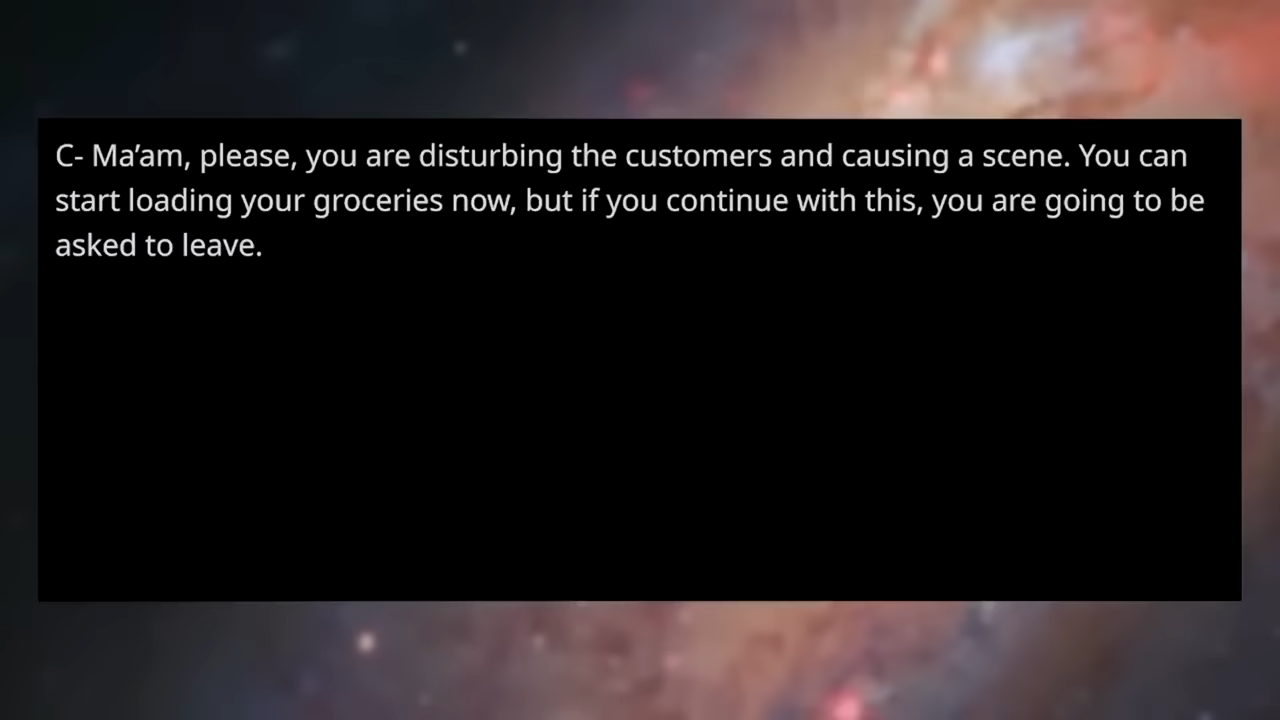 C- Ma’am, please, you are disturbing the customers and causing a scene. You can
start loading your groceries now, but if you continue with this, you are going to be
asked to leave.